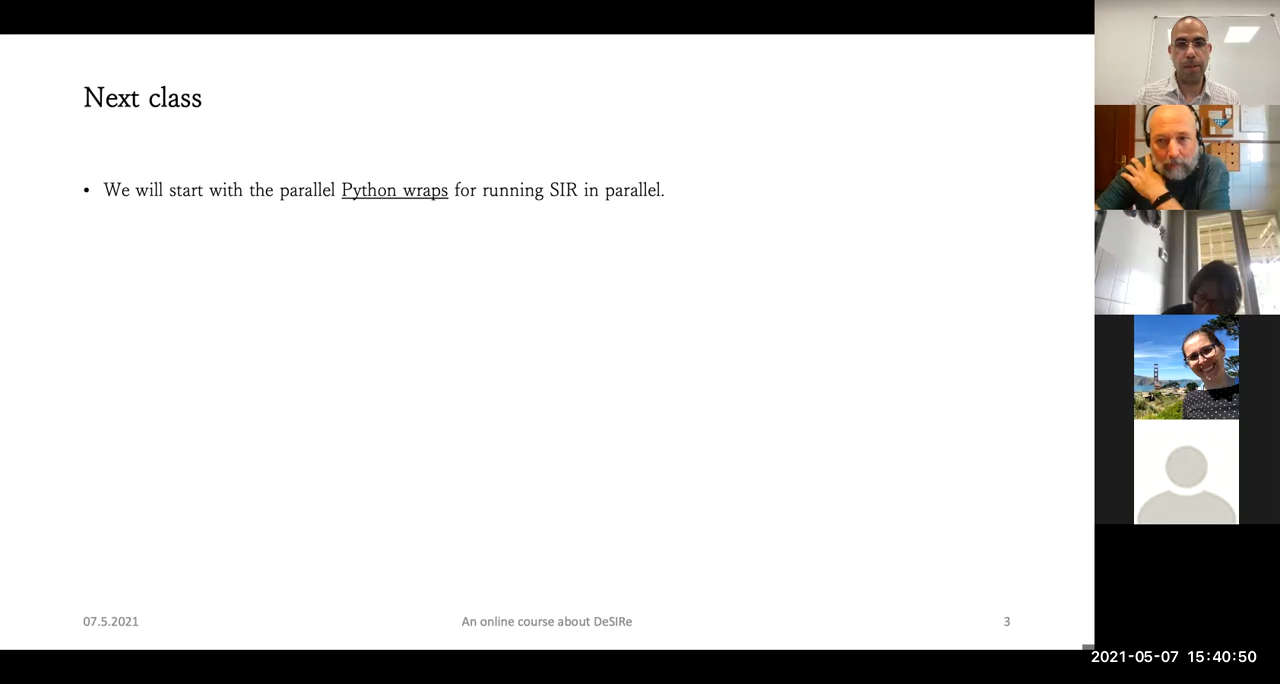 Next class
• We will start with the parallel Python wraps for running SIR in parallel.
07.5.2021
An online course about DeSIRe
3
2021-05-07 15:40:50